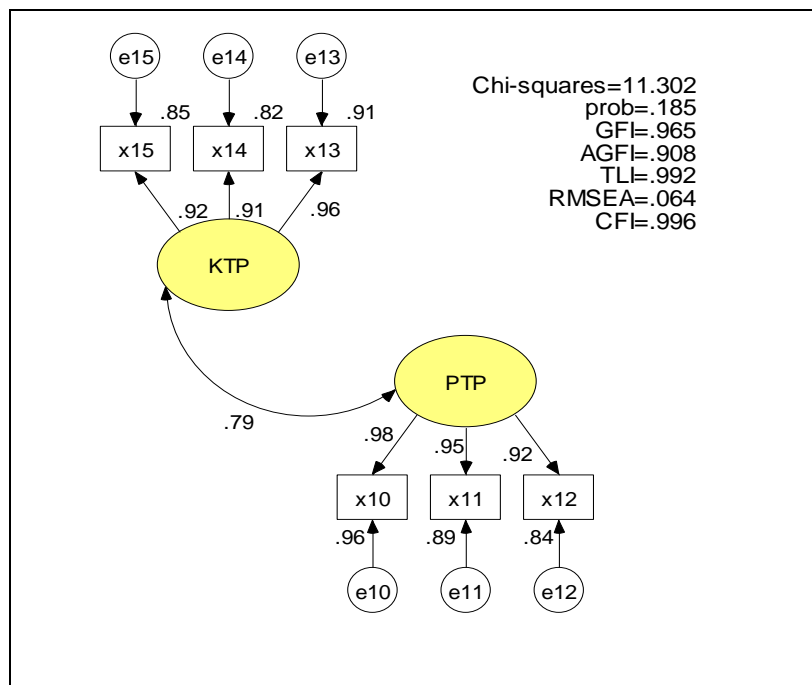 e15 e14 e13
Chi-squares=11.302
prob=.185
GFI=.965
AGFI=.908
TLI=.992
RMSEA=.064
CFI=.996
.85 .82 .91
x15 x14 x13
.92 .91 .96
KTP
PTP
.79
.98 .95 .92
x10 x11 x12
.96 .89 .84
e10 e11 e12